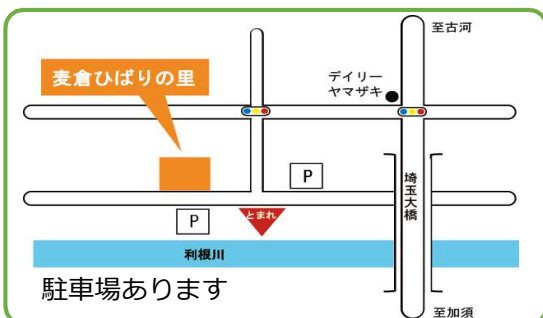 至古河
麦倉ひばりの里
デイリー
ヤマザキ
P
埼玉大橋
P
とまれ
利根川
駐車場あります
至加須